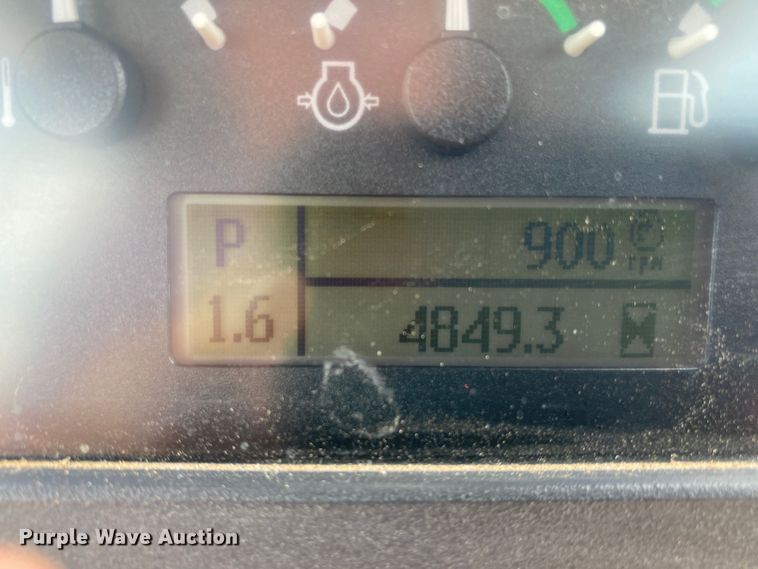 P
900 rpm
1.6
4849.3
Purple Wave Auction